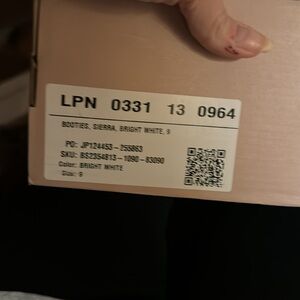 LPN 0331 13 0964
BOOTIES, SIERRA, BRIGHT WHITE, 9
PO: JP124453-255863
SKU: BS2354813-1090-83090
Color: BRIGHT WHITE
Size: 9